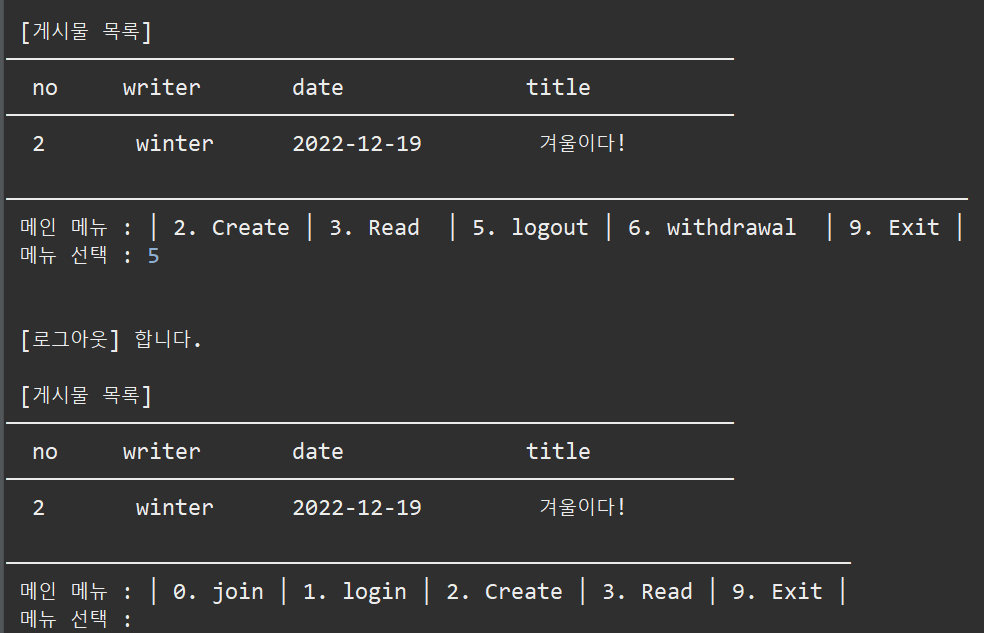 [게시물 목록]
no writer date title
2 winter 2022-12-19 겨울이다!
메인 메뉴 : | 2. Create | 3. Read | 5. logout | 6. withdrawal | 9. Exit |
메뉴 선택 : 5
[로그아웃] 합니다.
[게시물 목록]
no writer date title
2 winter 2022-12-19 겨울이다!
메인 메뉴 : | 0. join | 1. login | 2. Create | 3. Read | 9. Exit |
메뉴 선택 :